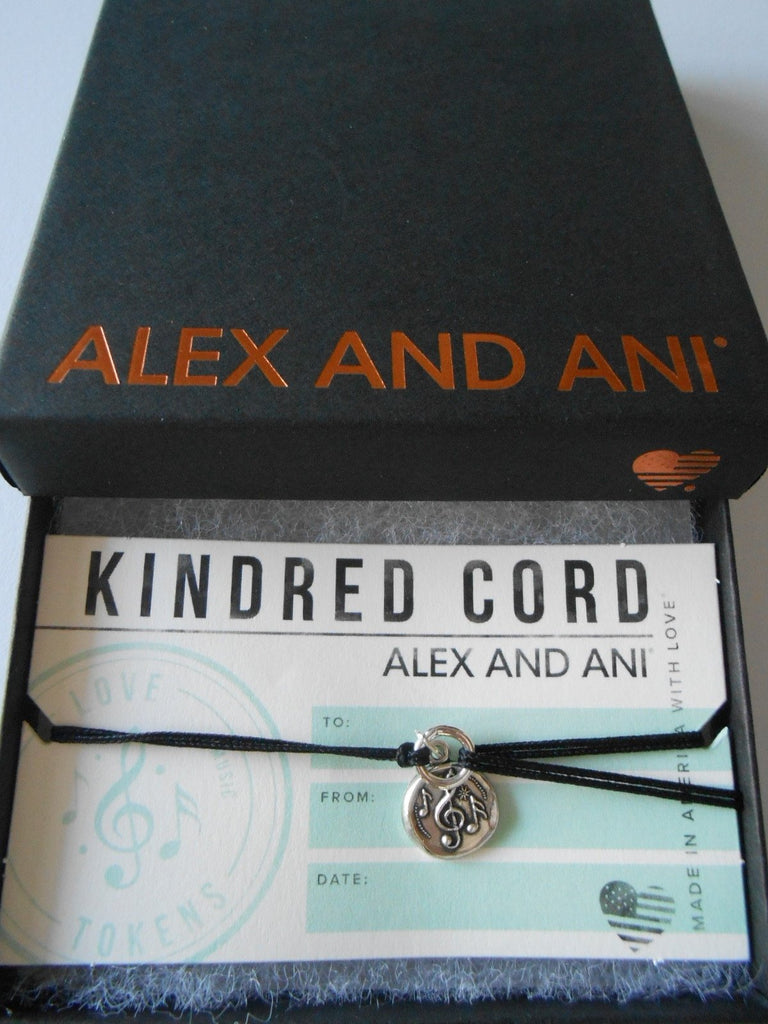 ALEX AND ANI
KINDRED CORD
ALEX AND ANI
LOVE
TO:
FROM:
DATE:
TOKENS
MADE IN AMERICA WITH LOVE